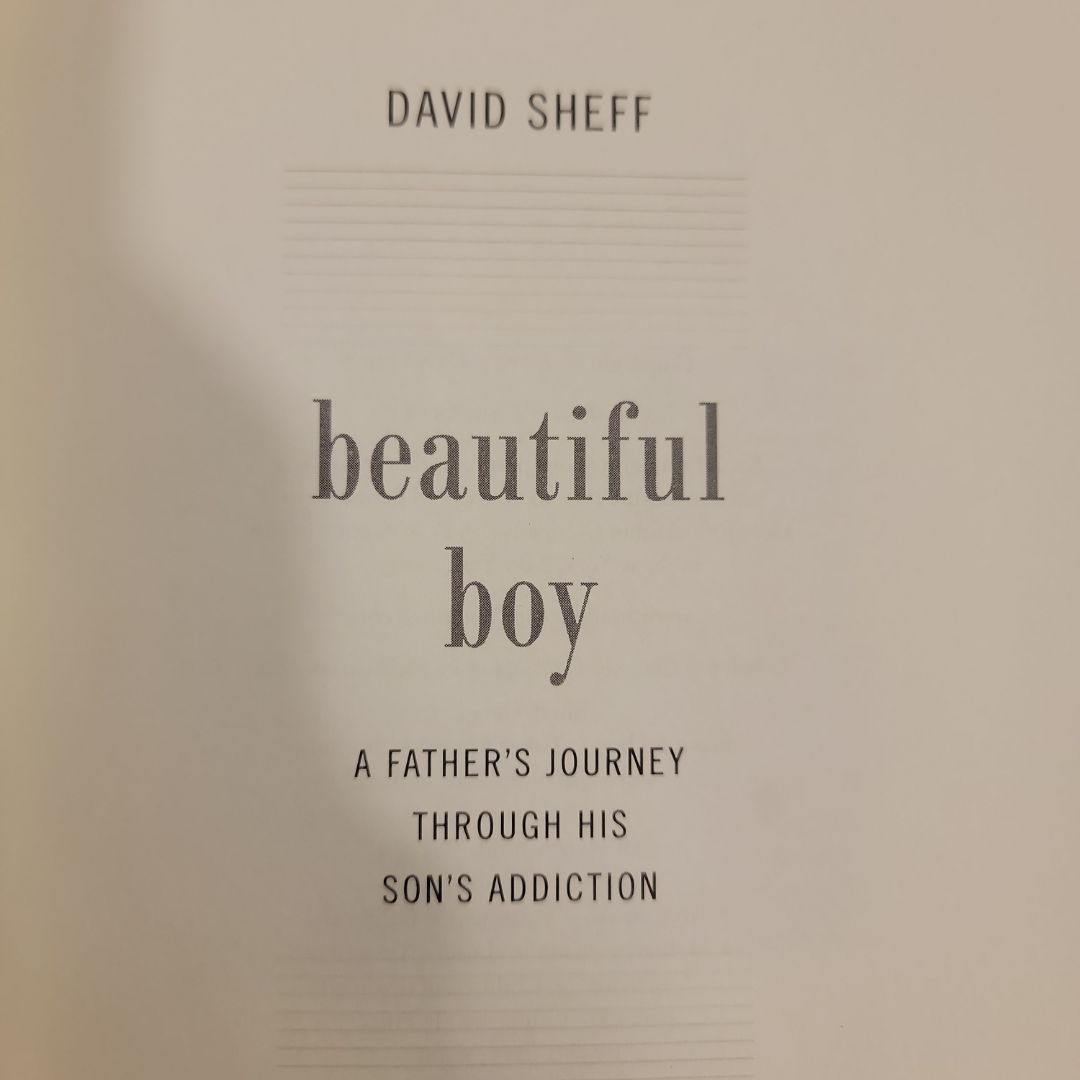 DAVID SHEFF
beautiful
boy
A FATHER'S JOURNEY
THROUGH HIS
SON'S ADDICTION